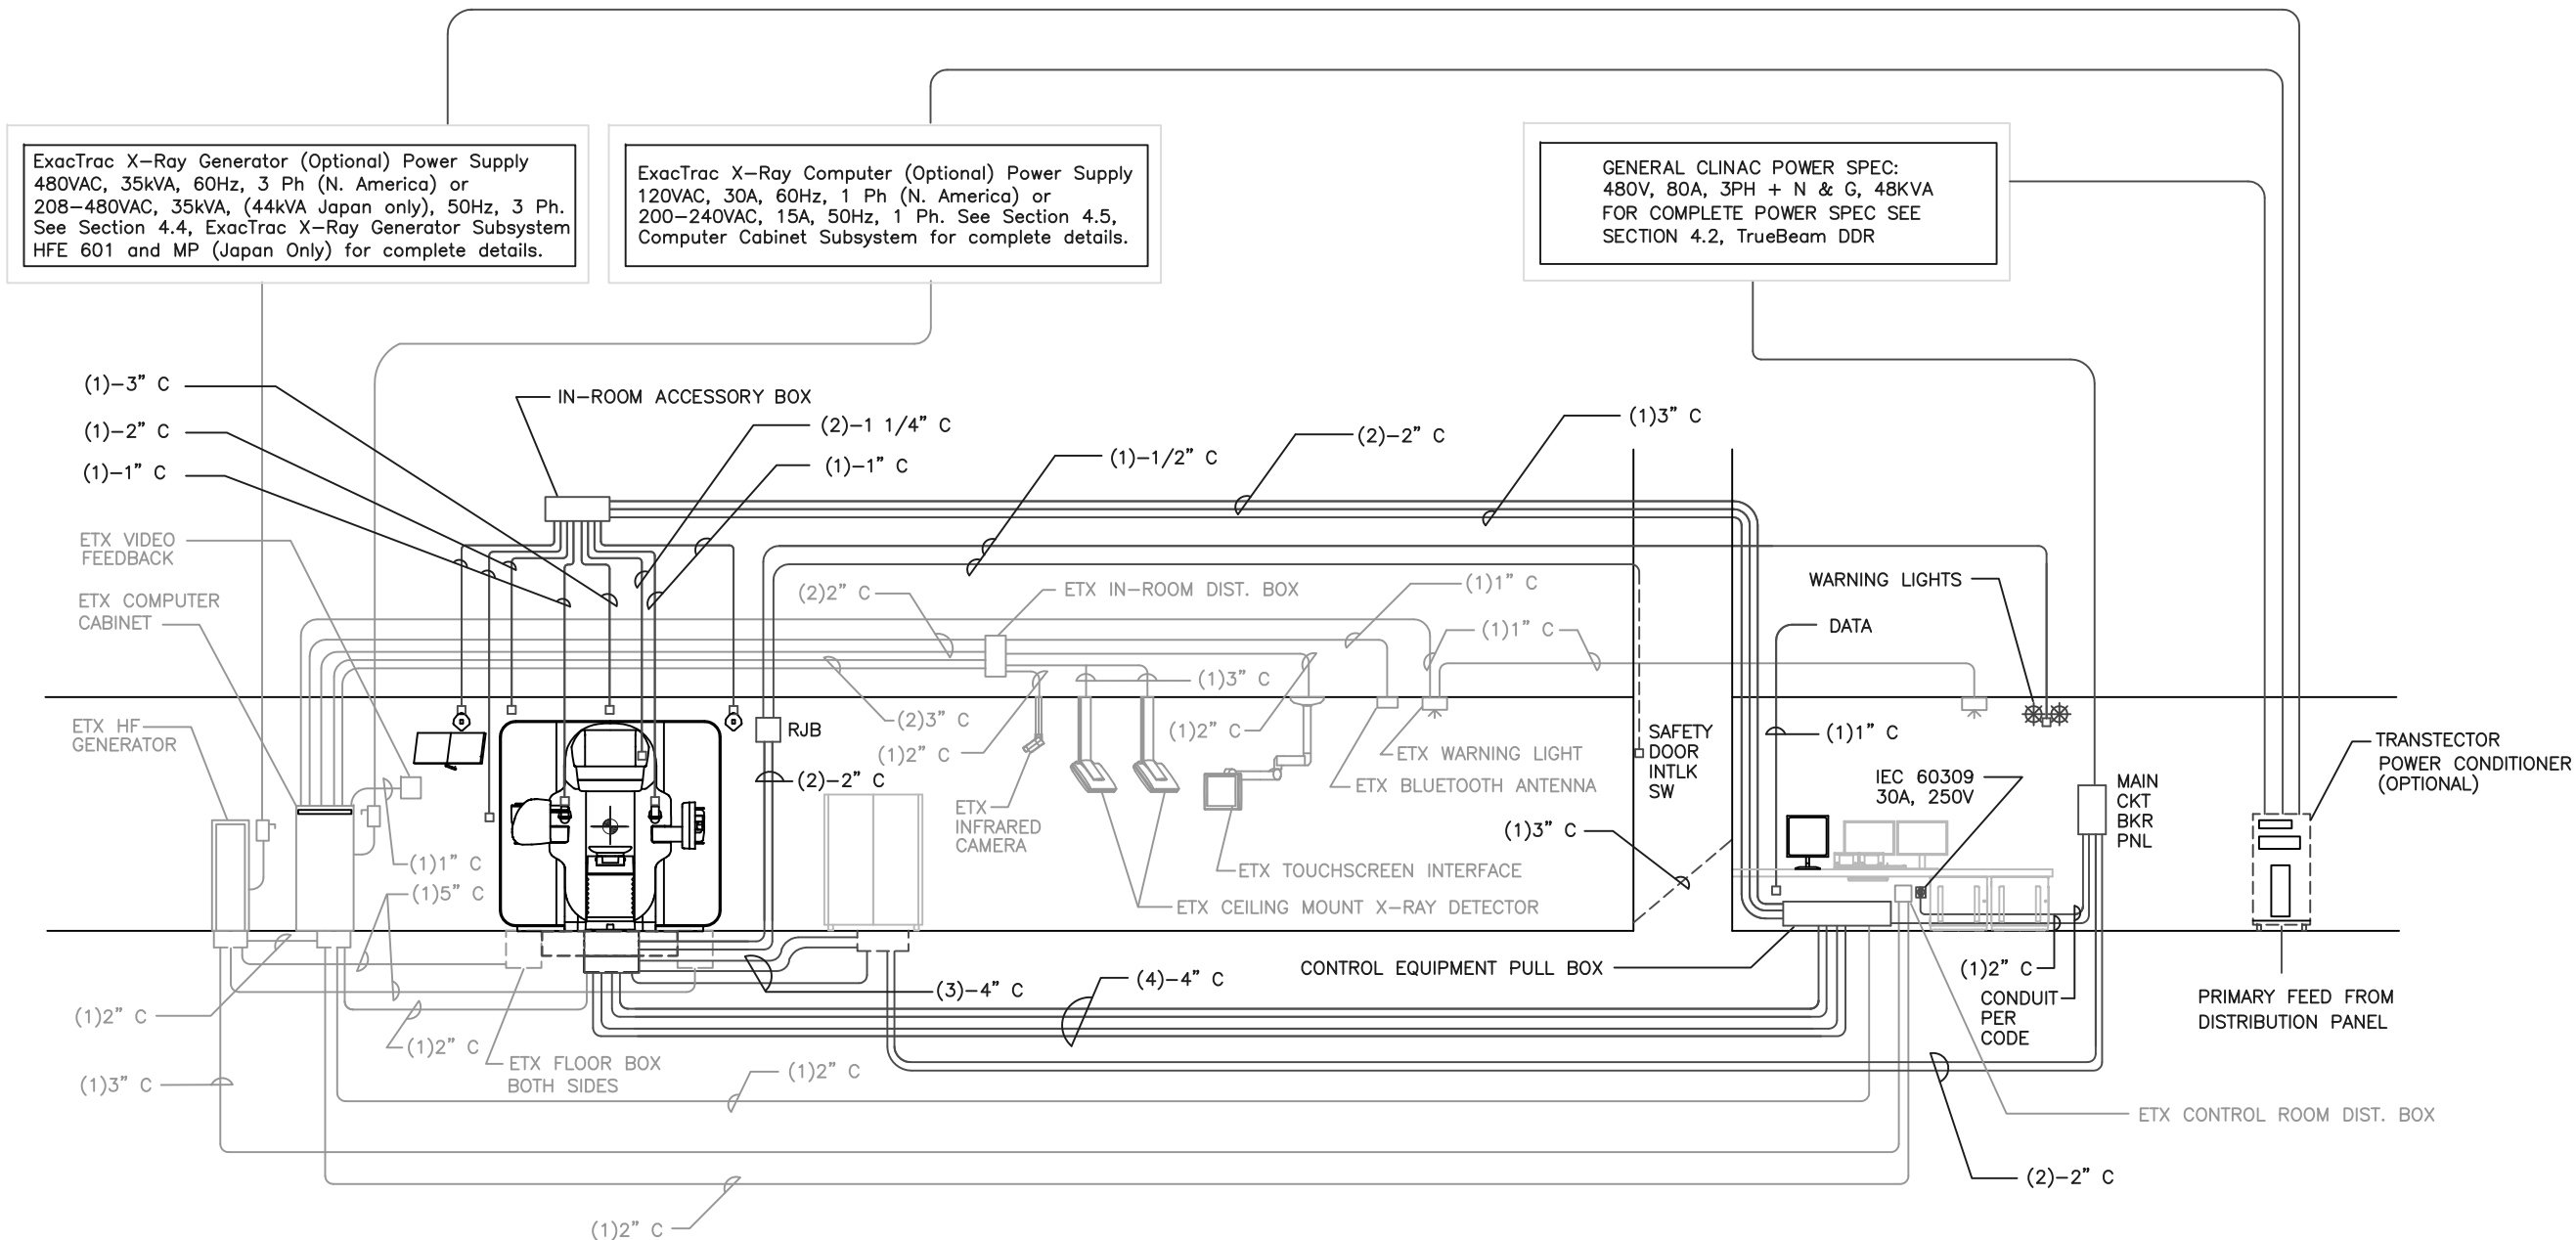 ExacTrac X-Ray Generator (Optional) Power Supply
480VAC, 35kVA, 60Hz, 3 Ph (N. America) or
208-480VAC, 35kVA, (44kVA Japan only), 50Hz, 3 Ph.
See Section 4.4, ExacTrac X-Ray Generator Subsystem
HFE 601 and MP (Japan Only) for complete details.
ExacTrac X-Ray Computer (Optional) Power Supply
120VAC, 30A, 60Hz, 1 Ph (N. America) or
200-240VAC, 15A, 50Hz, 1 Ph. See Section 4.5,
Computer Cabinet Subsystem for complete details.
GENERAL CLINAC POWER SPEC:
480V, 80A, 3PH + N & G, 48KVA
FOR COMPLETE POWER SPEC SEE
SECTION 4.2, TrueBeam DDR
(1)-3" C
(1)-2" C
(1)-1" C
IN-ROOM ACCESSORY BOX
(2)-1 1/4" C
(1)-1" C
(1)-1/2" C
(2)-2" C
(1)3" C
ETX VIDEO
FEEDBACK
ETX COMPUTER
CABINET
ETX HF
GENERATOR
(2)2" C
ETX IN-ROOM DIST. BOX
(1)1" C
(1)1" C
(1)3" C
(2)3" C
(1)2" C
(1)2" C
WARNING LIGHTS
DATA
RJB
(2)-2" C
ETX WARNING LIGHT
ETX BLUETOOTH ANTENNA
SAFETY
DOOR
INTLK
SW
(1)1" C
IEC 60309
30A, 250V
MAIN
CKT
BKR
PNL
TRANSTECTOR
POWER CONDITIONER
(OPTIONAL)
ETX
INFRARED
CAMERA
(1)3" C
(1)1" C
(1)5" C
ETX TOUCHSCREEN INTERFACE
ETX CEILING MOUNT X-RAY DETECTOR
CONTROL EQUIPMENT PULL BOX
(1)2" C
CONDUIT
PER
CODE
PRIMARY FEED FROM
DISTRIBUTION PANEL
(3)-4" C
(4)-4" C
(1)2" C
(1)2" C
ETX FLOOR BOX
BOTH SIDES
(1)3" C
(1)2" C
ETX CONTROL ROOM DIST. BOX
(2)-2" C
(1)2" C